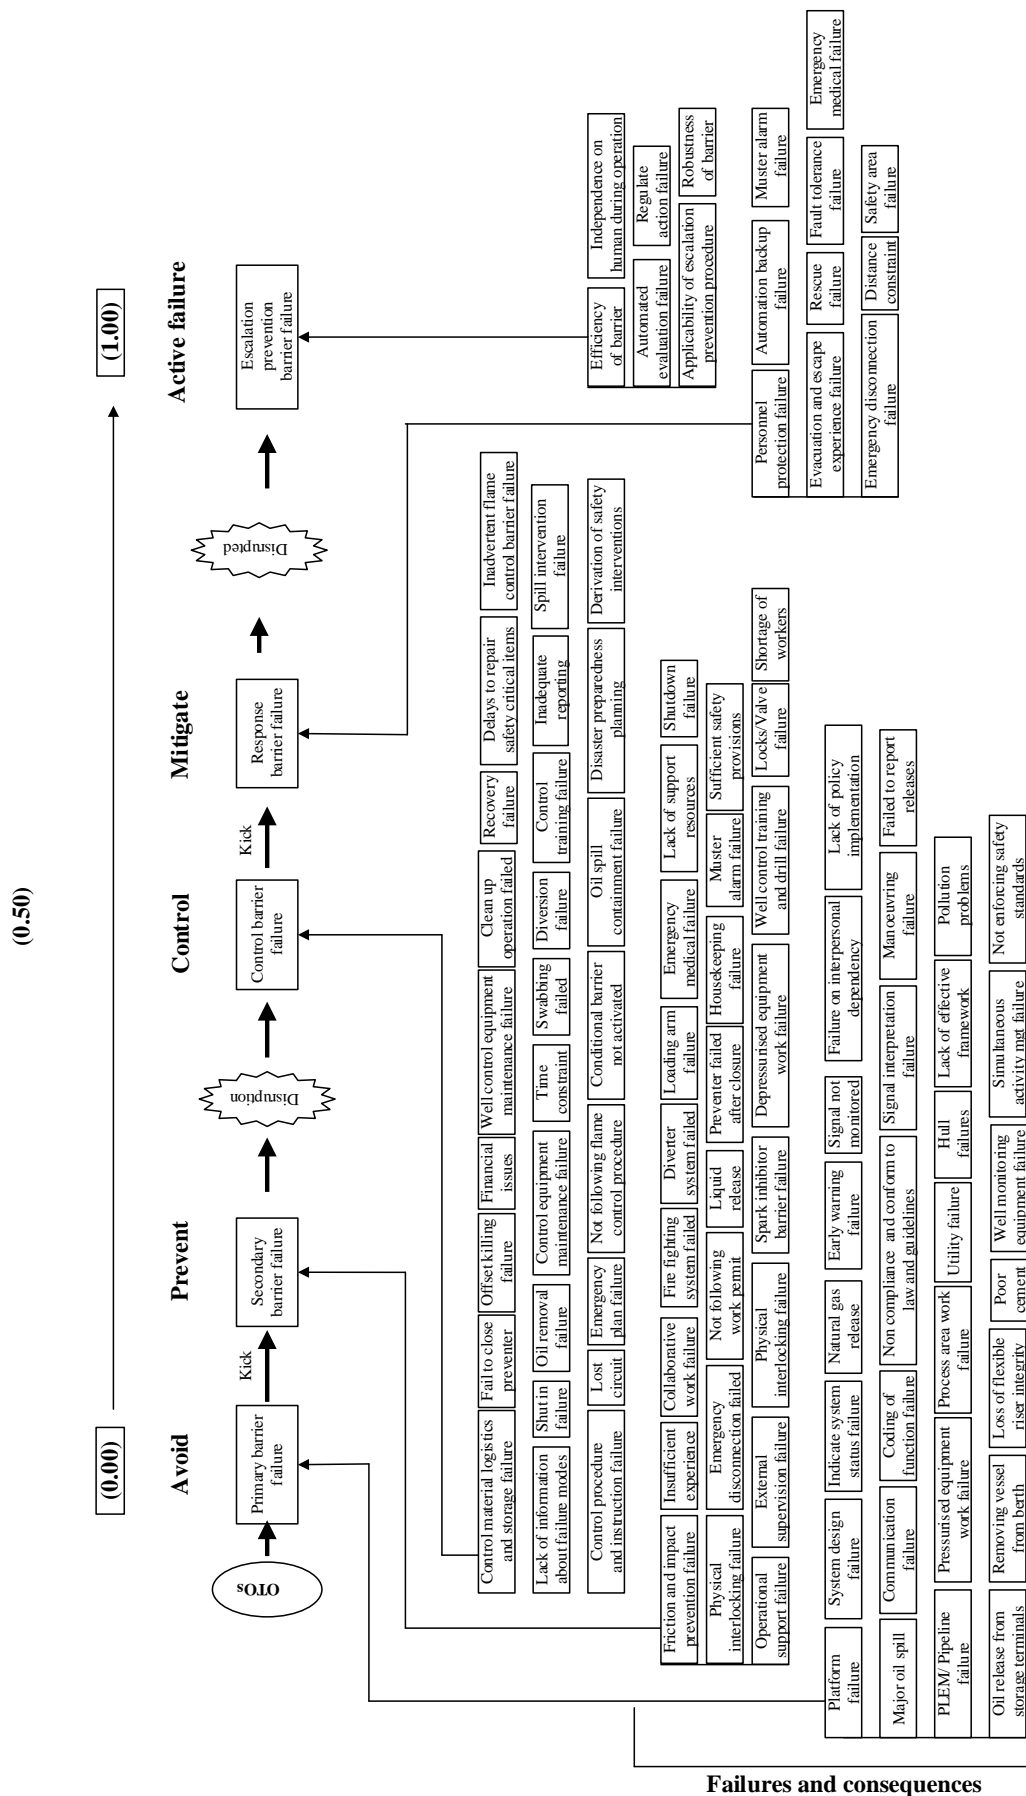 (0.50)
(0.00)
(1.00)
Avoid
Prevent
Control
Mitigate
Active failure
OTOs
Primary barrier
failure
Kick
Secondary
barrier failure
Disruption
Control barrier
failure
Kick
Response
barrier failure
Disrupted
Escalation
prevention
barrier failure
Control material logistics
and storage failure
Fail to close
preventer
Offset killing
failure
Financial
issues
Well control equipment
maintenance failure
Clean up
operation failed
Recovery
failure
Delays to repair
safety critical items
Inadvertent flame
control barrier failure
Lack of information
about failure modes
Shut in
failure
Oil removal
failure
Control equipment
maintenance failure
Time
constraint
Swabbing
failed
Diversion
failure
Control
training failure
Inadequate
reporting
Spill intervention
failure
Control procedure
and instruction failure
Lost
circuit
Emergency
plan failure
Not following flame
control procedure
Conditional barrier
not activated
Oil spill
containment failure
Disaster preparedness
planning
Derivation of safety
interventions
Efficiency
of barrier
Independence on
human during operation
Automated
evaluation failure
Regulate
action failure
Applicability of escalation
prevention procedure
Robustness
of barrier
Friction and impact
prevention failure
Insufficient
experience
Collaborative
work failure
Fire fighting
system failed
Diverter
system failed
Loading arm
failure
Emergency
medical failure
Lack of support
resources
Shutdown
failure
Physical
interlocking failure
Emergency
disconnection failed
Not following
work permit
Liquid
release
Preventer failed
after closure
Housekeeping
failure
Muster
alarm failure
Sufficient safety
provisions
Operational
support failure
External
supervision failure
Physical
interlocking failure
Spark inhibitor
barrier failure
Depressurised equipment
work failure
Well control training
and drill failure
Locks/Valve
failure
Shortage of
workers
Personnel
protection failure
Automation backup
failure
Muster alarm
failure
Evacuation and escape
experience failure
Rescue
failure
Fault tolerance
failure
Emergency
medical failure
Emergency disconnection
failure
Distance
constraint
Safety area
failure
Platform
failure
System design
failure
Indicate system
status failure
Natural gas
release
Early warning
failure
Signal not
monitored
Failure on interpersonal
dependency
Lack of policy
implementation
Major oil spill
Communication
failure
Coding of
function failure
Non compliance and conform to
law and guidelines
Signal interpretation
failure
Manoeuvring
failure
Failed to report
releases
PLEM/ Pipeline
failure
Pressurised equipment
work failure
Process area work
failure
Utility failure
Hull
failures
Lack of effective
framework
Pollution
problems
Oil release from
storage terminals
Removing vessel
from berth
Loss of flexible
riser integrity
Poor
cement
Well monitoring
equipment failure
Simultaneous
activity mgt failure
Not enforcing safety
standards
Failures and consequences